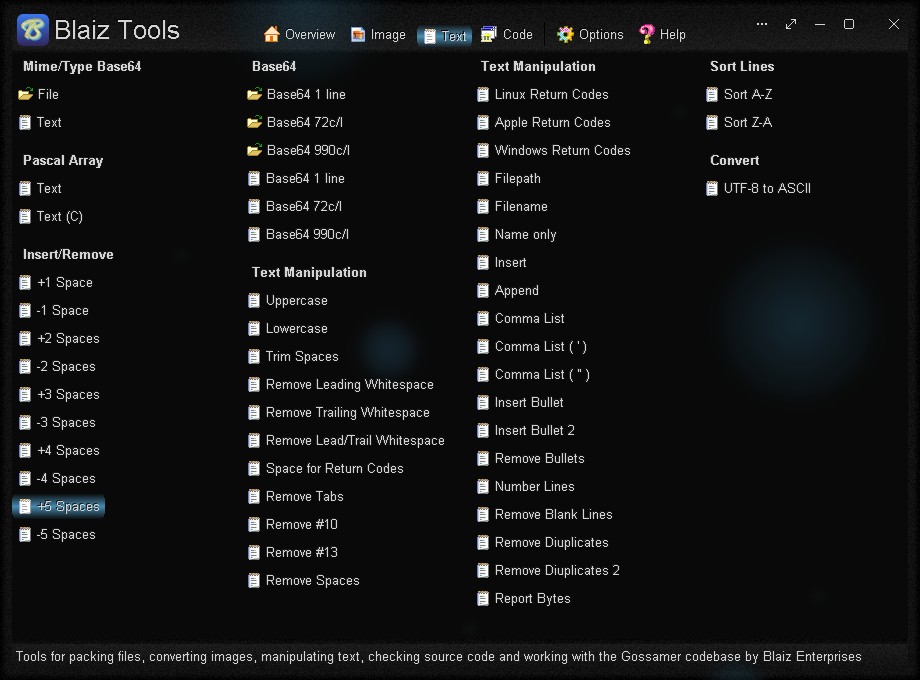 Blaiz Tools
Overview
Image
Text
Code
Options
Help
Mime/Type Base64
File
Text
Pascal Array
Text
Text (C)
Insert/Remove
+1 Space
-1 Space
+2 Spaces
-2 Spaces
+3 Spaces
-3 Spaces
+4 Spaces
-4 Spaces
+5 Spaces
-5 Spaces
Base64
Base64 1 line
Base64 72c/l
Base64 990c/l
Base64 1 line
Base64 72c/l
Base64 990c/l
Text Manipulation
Uppercase
Lowercase
Trim Spaces
Remove Leading Whitespace
Remove Trailing Whitespace
Remove Lead/Trail Whitespace
Space for Return Codes
Remove Tabs
Remove #10
Remove #13
Remove Spaces
Text Manipulation
Linux Return Codes
Apple Return Codes
Windows Return Codes
Filepath
Filename
Name only
Insert
Append
Comma List
Comma List ( ' )
Comma List ( " )
Insert Bullet
Insert Bullet 2
Remove Bullets
Number Lines
Remove Blank Lines
Remove Diuplicates
Remove Diuplicates 2
Report Bytes
Sort Lines
Sort A-Z
Sort Z-A
Convert
UTF-8 to ASCII
Tools for packing files, converting images, manipulating text, checking source code and working with the Gossamer codebase by Blaiz Enterprises